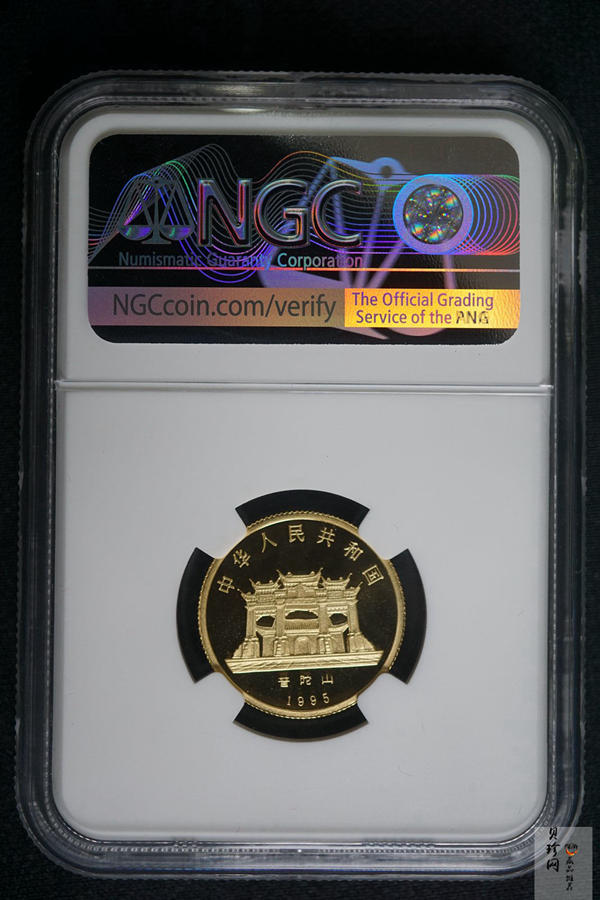 NGC
Numismatic Guaranty Corporation
NGCcoin.com/verify
The Official Grading
Service of the PNG
中华人民共和国
普陀山
1995
贝珍网